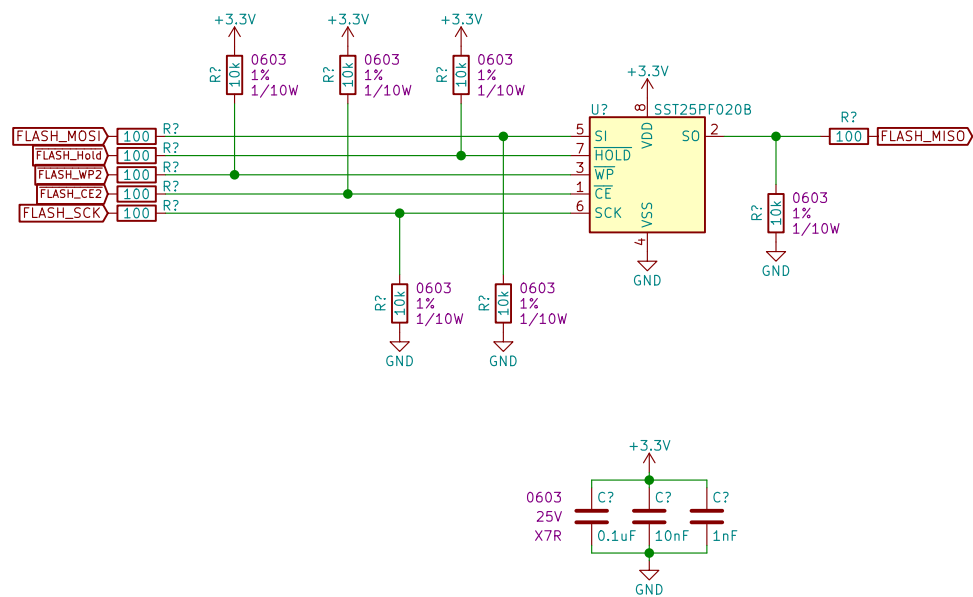 +3.3V
+3.3V
+3.3V
R?
10k
0603
1%
1/10W
R?
10k
0603
1%
1/10W
R?
10k
0603
1%
1/10W
+3.3V
U?
8
SST25PF020B
VDD
FLASH_MOSI
100
R?
5
SI
SO
2
R?
100
FLASH_MISO
FLASH_Hold
100
7
HOLD
FLASH_WP2
100
R?
3
WP
FLASH_CE2
100
R?
1
CE
FLASH_SCK
100
R?
6
SCK
VSS
4
GND
R?
10k
0603
1%
1/10W
GND
R?
10k
0603
1%
1/10W
GND
R?
10k
0603
1%
1/10W
GND
+3.3V
0603
25V
X7R
C?
0.1uF
C?
10nF
C?
1nF
GND